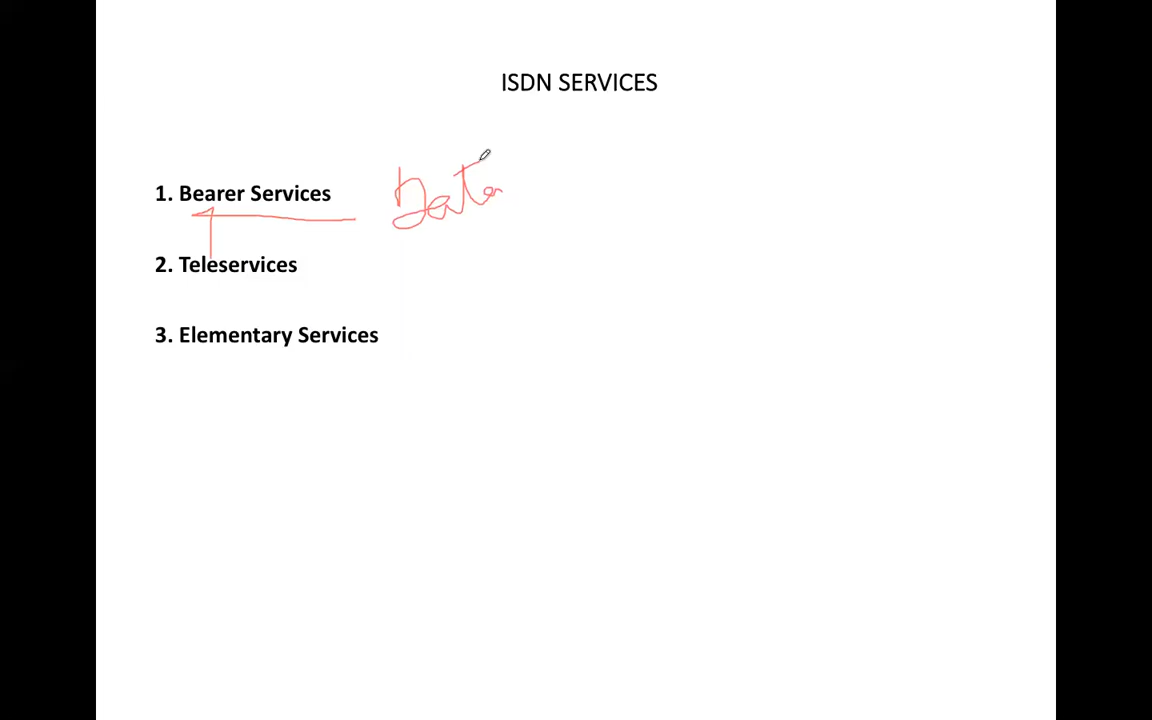 ISDN SERVICES
1. Bearer Services
Data
2. Teleservices
3. Elementary Services